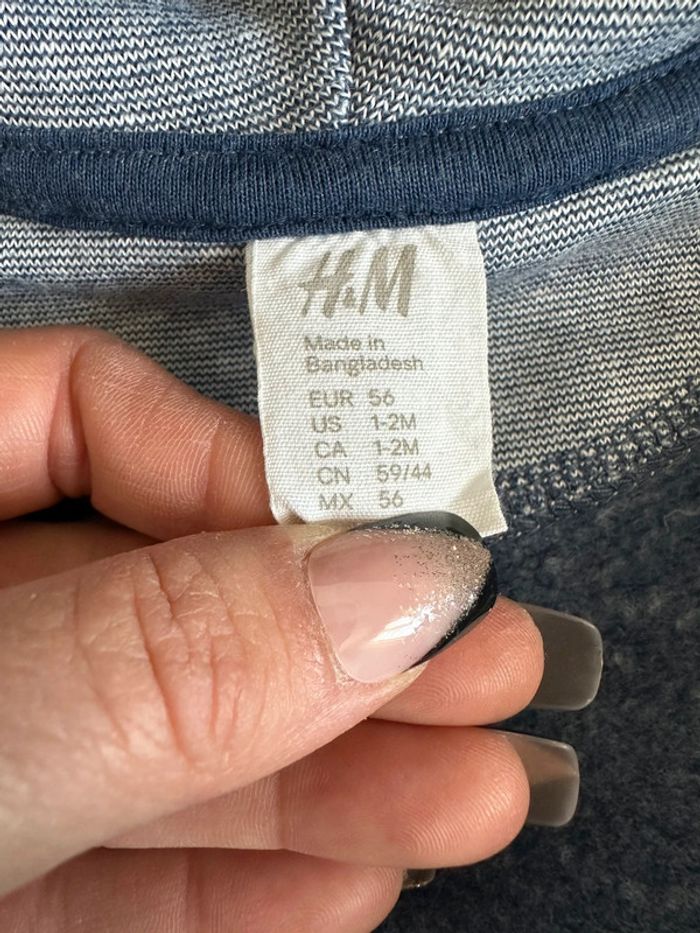 H&M
Made in
Bangladesh
EUR 56
US 1-2M
CA 1-2M
CN 59/44
MX 56